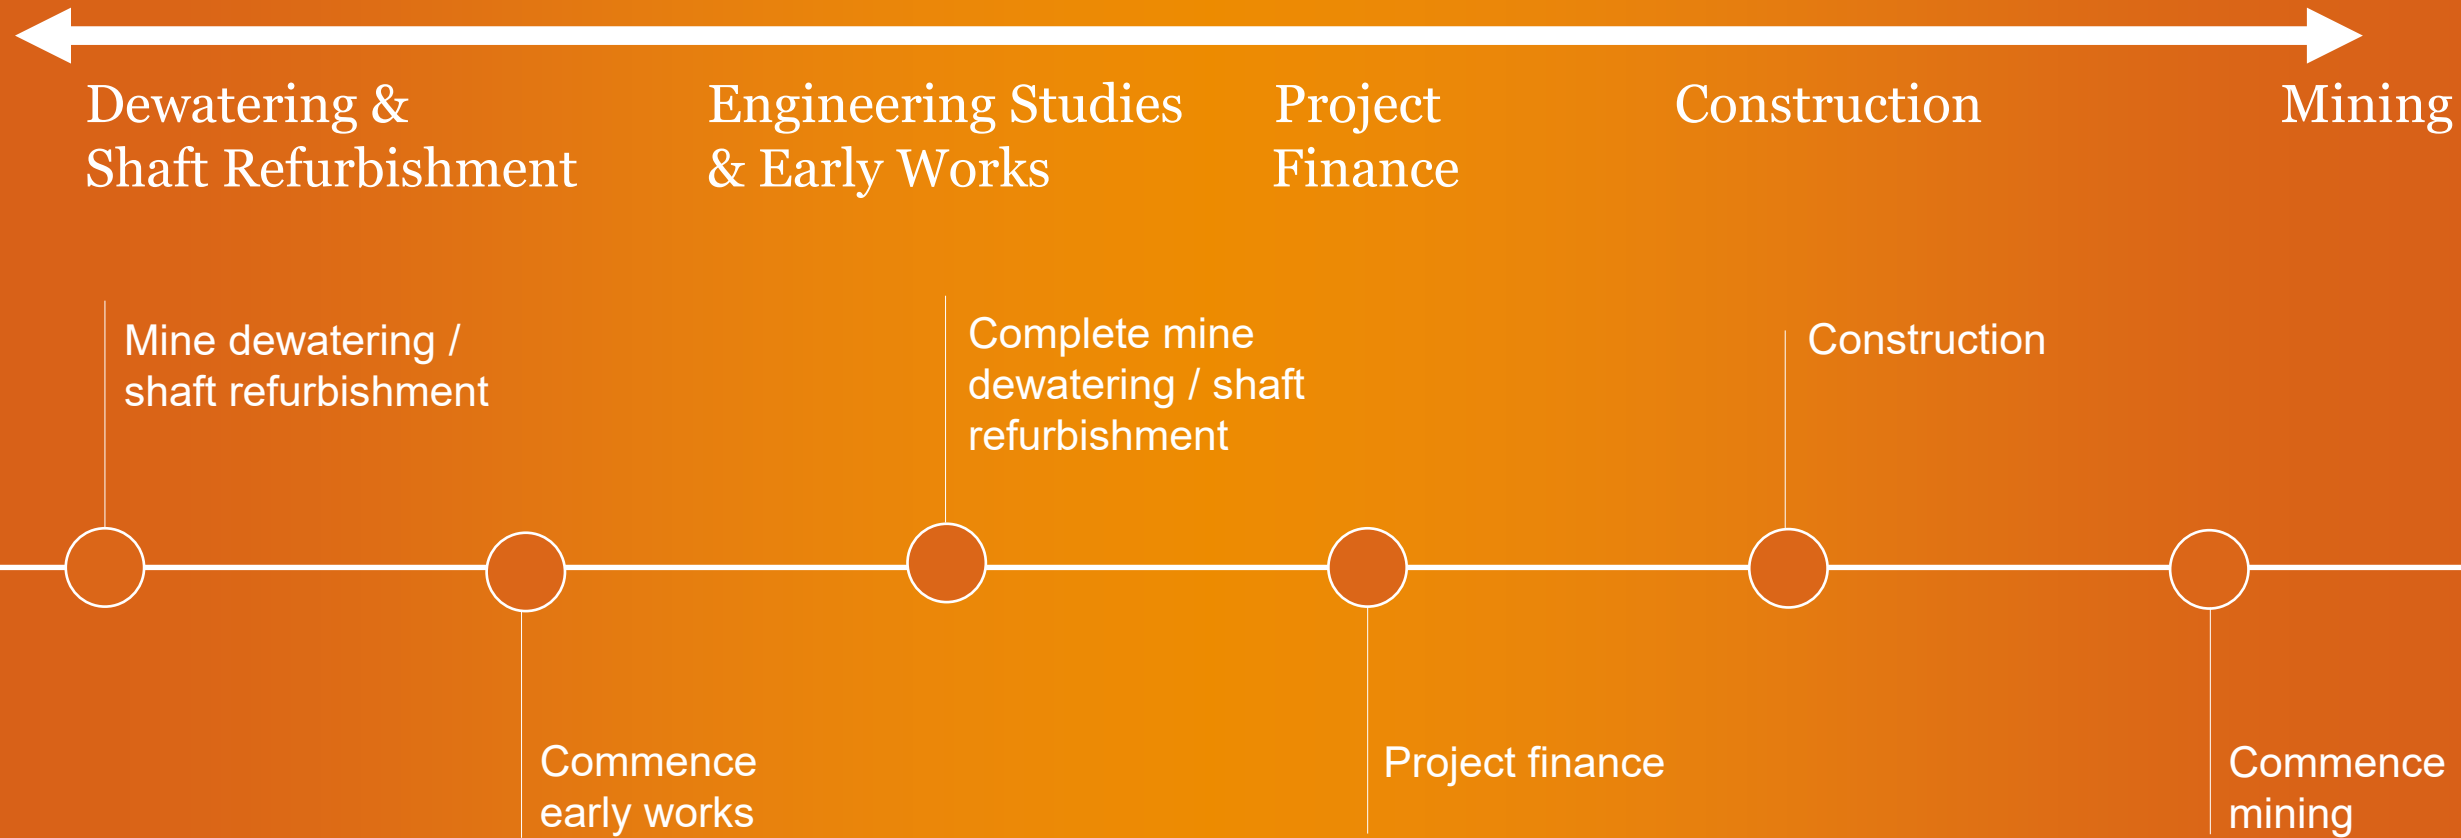 Dewatering &
Shaft Refurbishment
Engineering Studies
& Early Works
Project
Finance
Construction
Mining
Mine dewatering /
shaft refurbishment
Complete mine
dewatering / shaft
refurbishment
Construction
Commence
early works
Project finance
Commence
mining